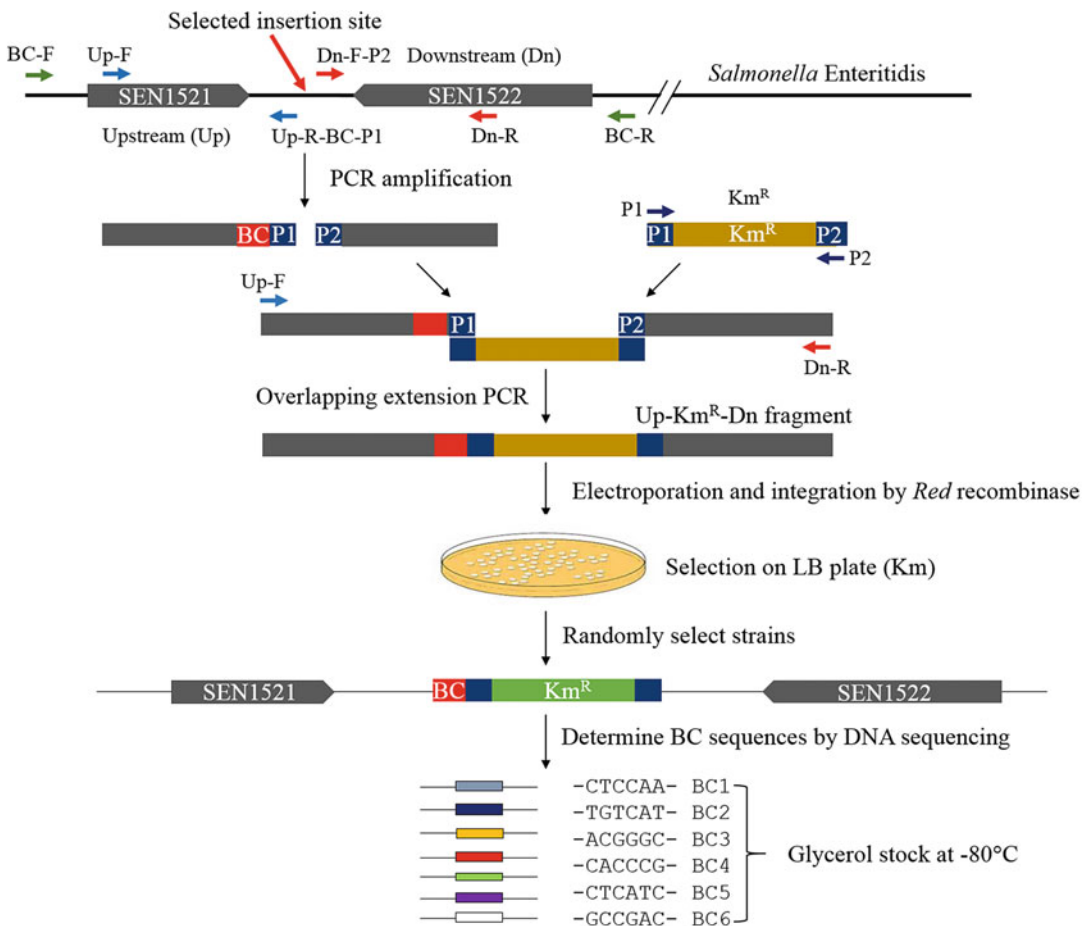 Selected insertion site
BC-F
Up-F
Dn-F-P2
Downstream (Dn)
Salmonella Enteritidis
SEN1521
SEN1522
Upstream (Up)
Up-R-BC-P1
Dn-R
BC-R
PCR amplification
BC
P1
P2
P1
Km^R
P1
Km^R
P2
P2
Up-F
P1
P2
Dn-R
Overlapping extension PCR
Up-Km^R-Dn fragment
Electroporation and integration by Red recombinase
Selection on LB plate (Km)
Randomly select strains
SEN1521
BC
Km^R
SEN1522
Determine BC sequences by DNA sequencing
-CTCCAA- BC1
-TGTCAT- BC2
-ACGGGC- BC3
-CACCCG- BC4
-CTCATC- BC5
-GCCGAC- BC6
Glycerol stock at -80°C